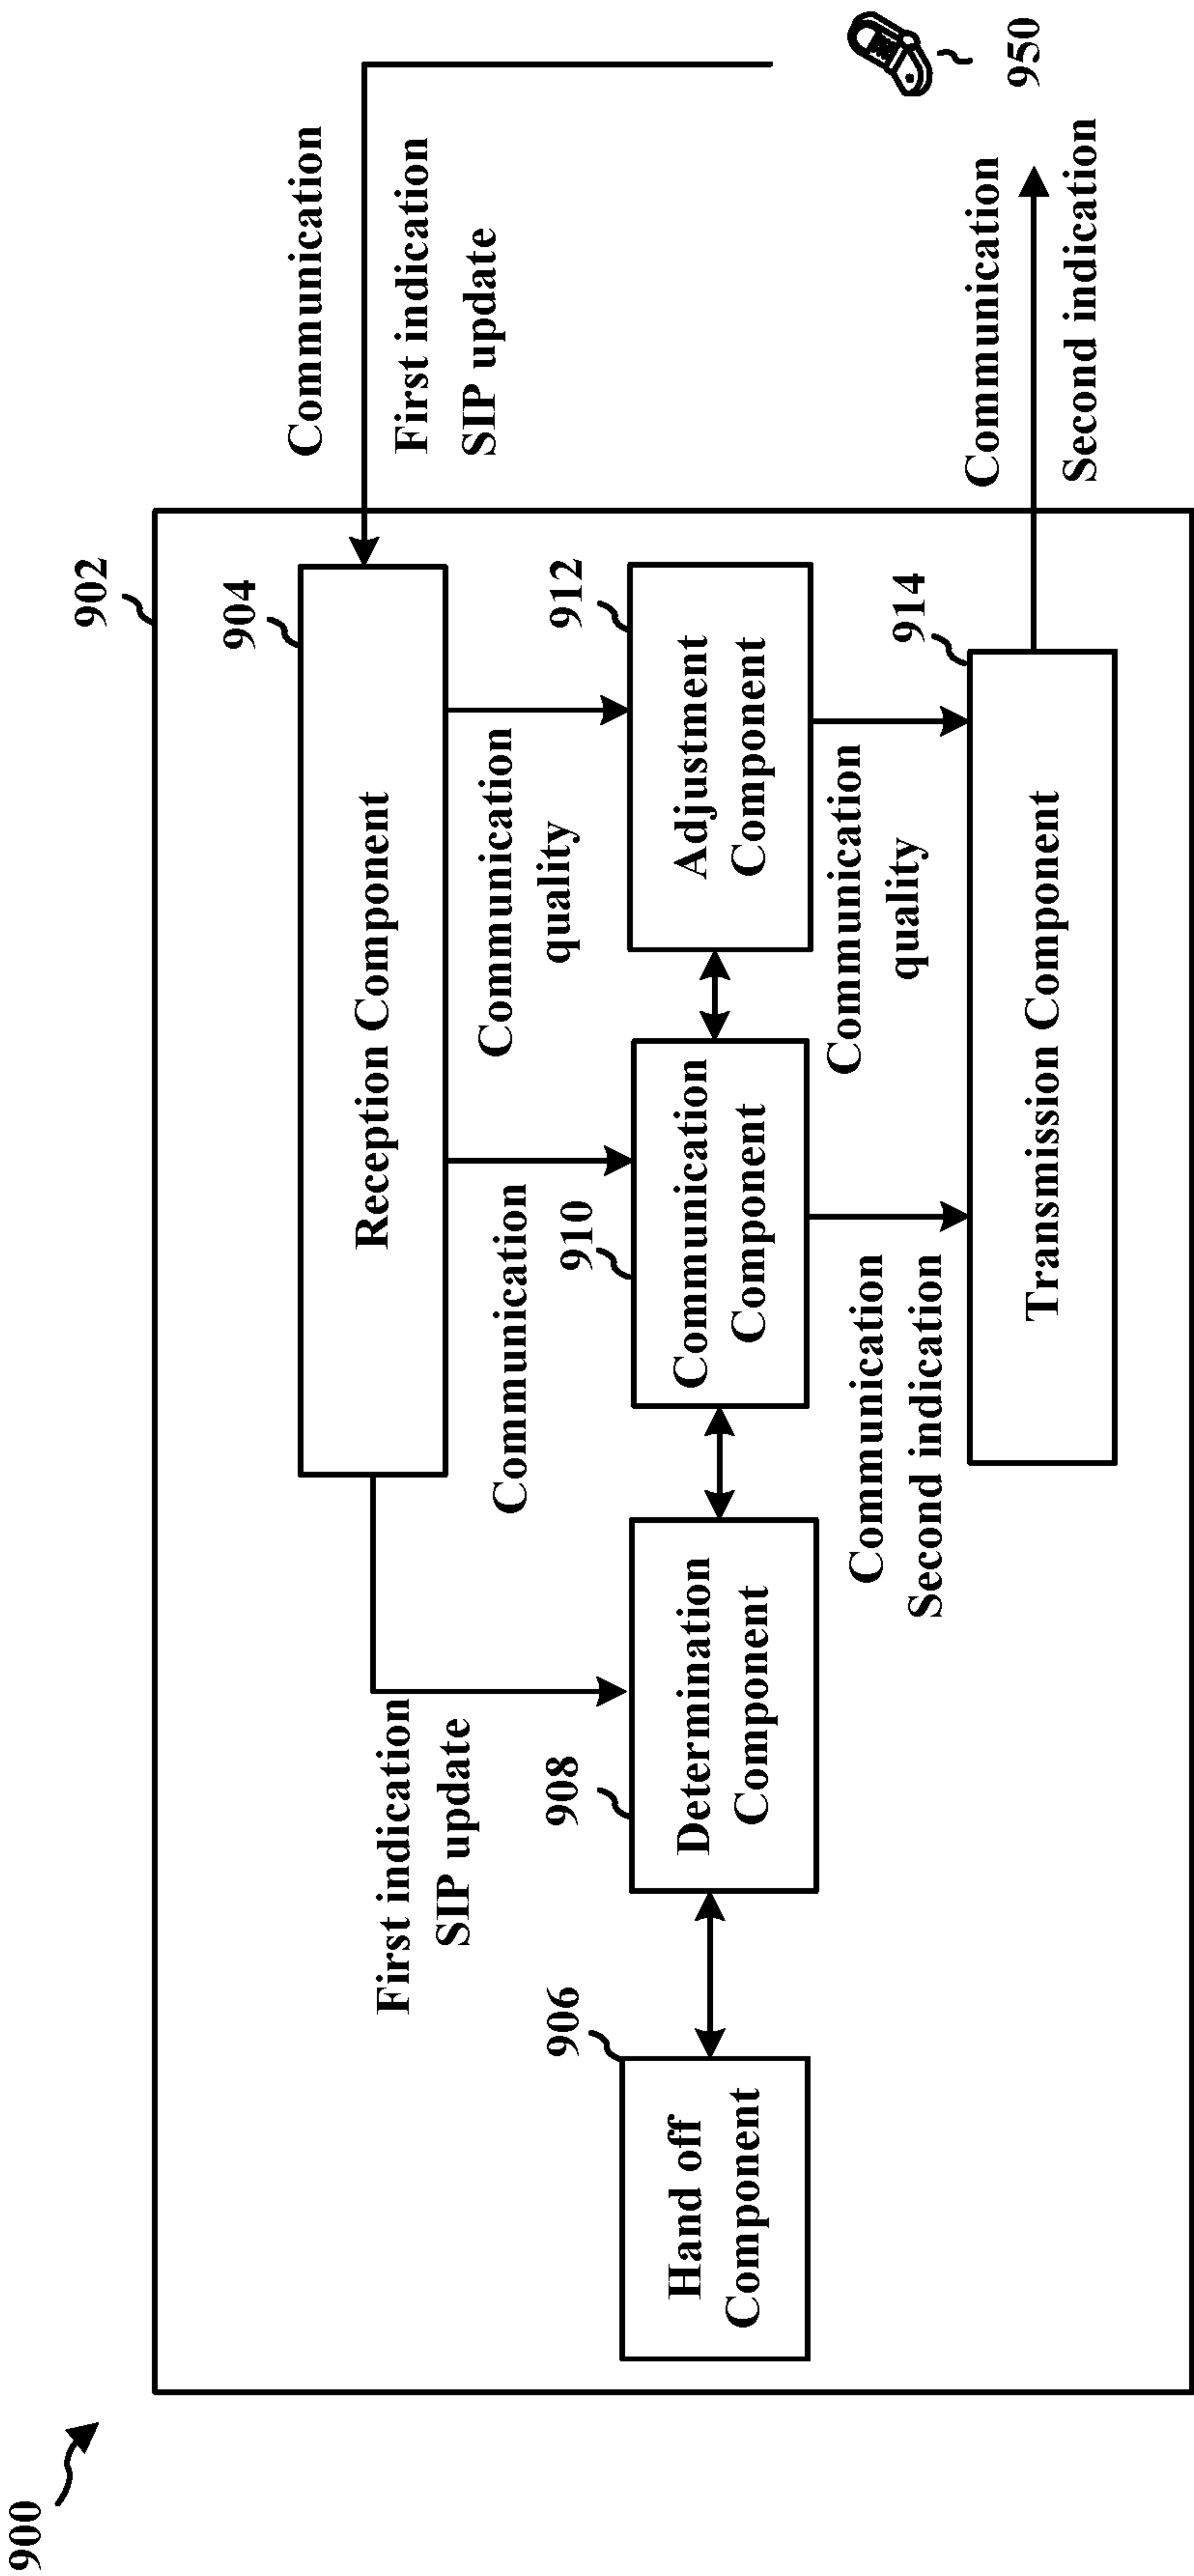 900
902
904
Reception Component
Communication
First indication
SIP update
950
First indication
SIP update
Communication
Communication
quality
906
Hand off
Component
908
Determination
Component
910
Communication
Component
912
Adjustment
Component
Communication
Second indication
Communication
quality
914
Transmission Component
Communication
Second indication